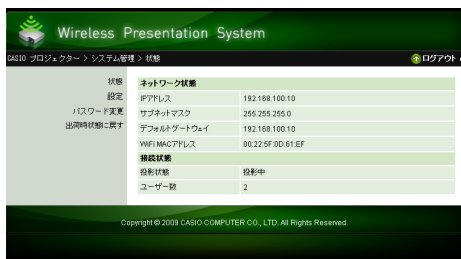 Wireless Presentation System
CASIO プロジェクター > システム管理 > 状態
ログアウト
状態
設定
パスワード変更
出荷時状態に戻す
ネットワーク状態
IPアドレス 192.168.100.10
サブネットマスク 255.255.255.0
デフォルトゲートウェイ 192.168.100.10
WiFi MACアドレス 00:22:5F:0D:61:EF
接続状態
投影状態 投影中
ユーザー数 2
Copyright © 2009 CASIO COMPUTER CO., LTD. All Rights Reserved.